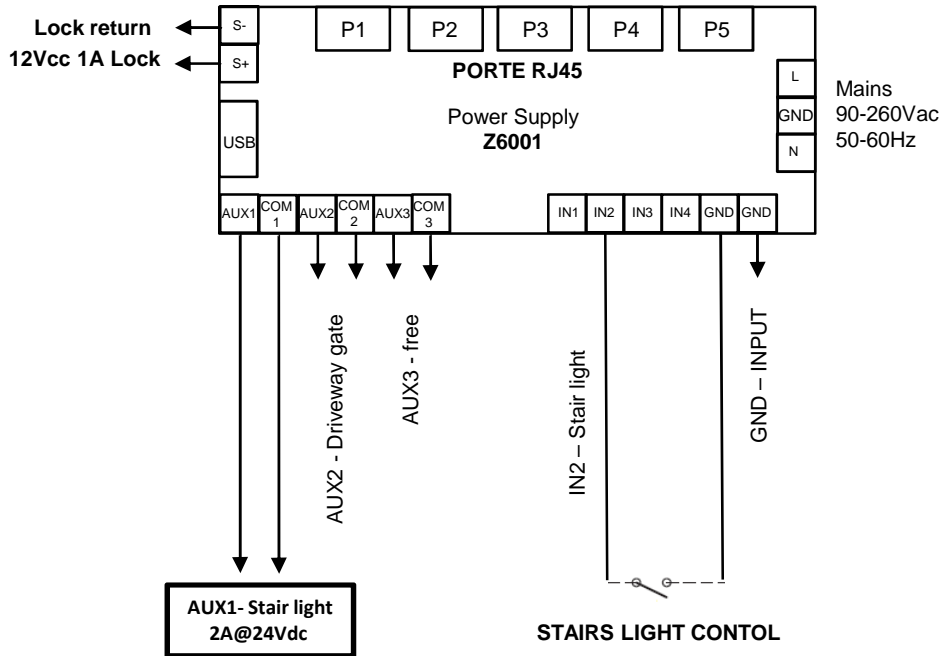 Lock return
12Vcc 1A Lock
S-
S+
USB
P1 P2 P3 P4 P5
PORTE RJ45
Power Supply
Z6001
L
GND
N
Mains
90-260Vac
50-60Hz
AUX1 COM 1 AUX2 COM 2 AUX3 COM 3
IN1 IN2 IN3 IN4 GND GND
AUX2 - Driveway gate
AUX3 - free
IN2 – Stair light
GND – INPUT
AUX1- Stair light
2A@24Vdc
STAIRS LIGHT CONTOL